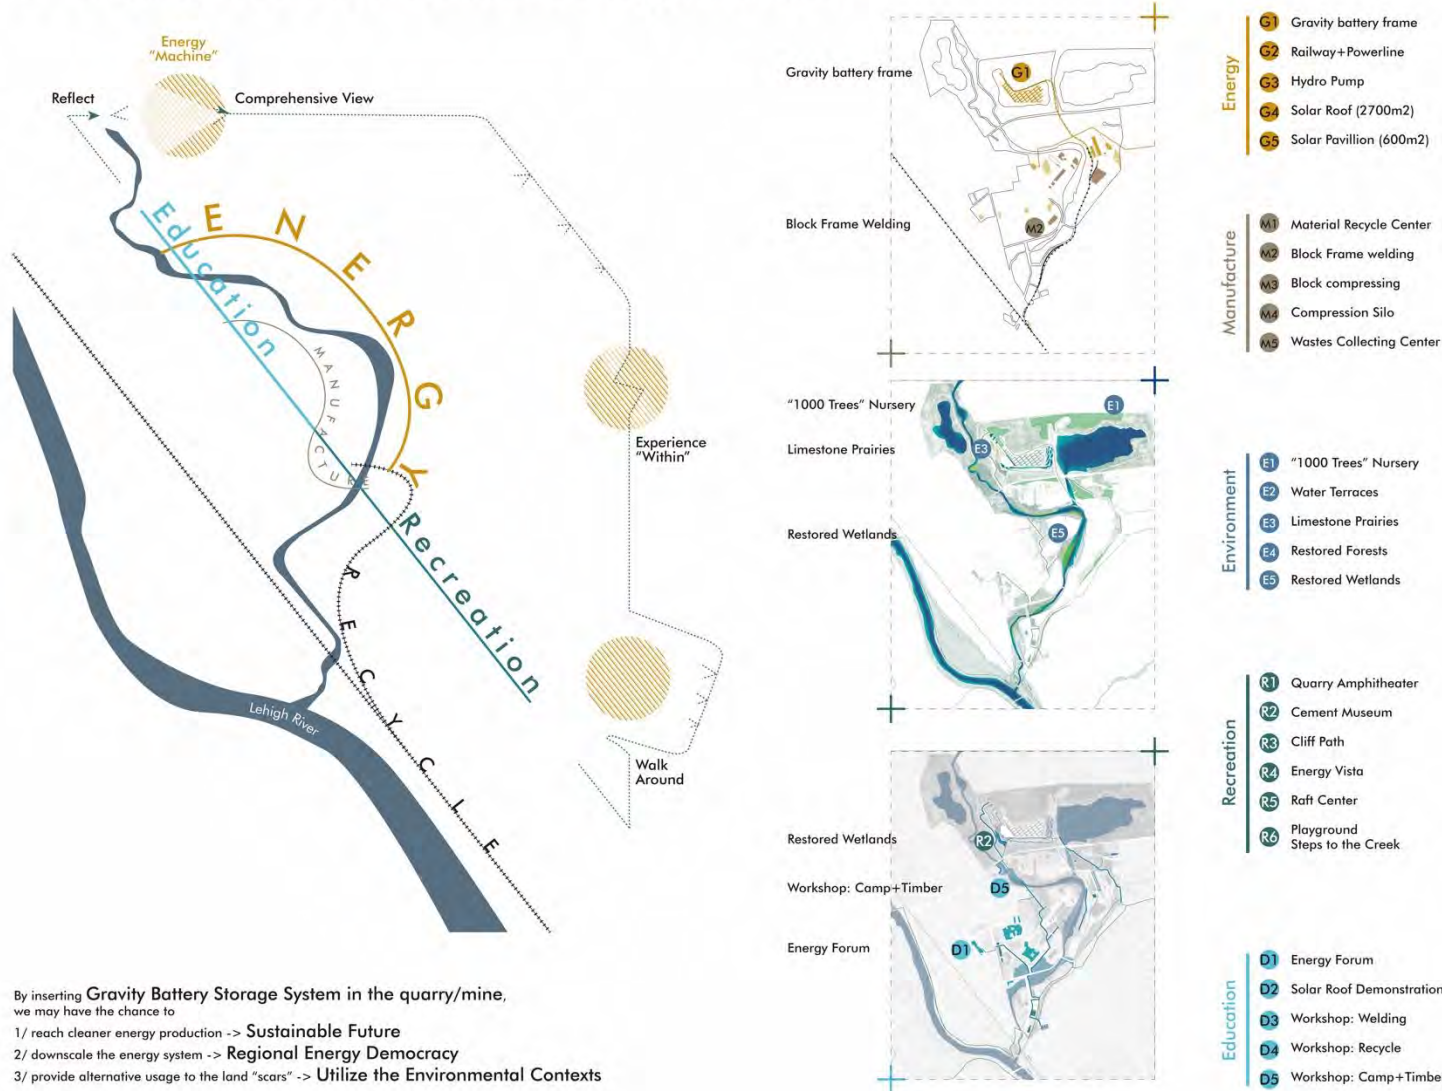 Energy
"Machine"
Reflect
Comprehensive View
ENERGY
Education
MANUFACTURE
Recreation
RECYCLE
Lehigh River
Experience
"Within"
Walk
Around
By inserting Gravity Battery Storage System in the quarry/mine,
we may have the chance to
1/ reach cleaner energy production -> Sustainable Future
2/ downscale the energy system -> Regional Energy Democracy
3/ provide alternative usage to the land "scars" -> Utilize the Environmental Contexts
Gravity battery frame
G1
Block Frame Welding
M2
"1000 Trees" Nursery
E1
Limestone Prairies
E3
Restored Wetlands
E5
Restored Wetlands
R2
Workshop: Camp+Timber
D5
Energy Forum
D1
Energy
G1 Gravity battery frame
G2 Railway+Powerline
G3 Hydro Pump
G4 Solar Roof (2700m2)
G5 Solar Pavillion (600m2)
Manufacture
M1 Material Recycle Center
M2 Block Frame welding
M3 Block compressing
M4 Compression Silo
M5 Wastes Collecting Center
Environment
E1 "1000 Trees" Nursery
E2 Water Terraces
E3 Limestone Prairies
E4 Restored Forests
E5 Restored Wetlands
Recreation
R1 Quarry Amphitheater
R2 Cement Museum
R3 Cliff Path
R4 Energy Vista
R5 Raft Center
R6 Playground
Steps to the Creek
Education
D1 Energy Forum
D2 Solar Roof Demonstration
D3 Workshop: Welding
D4 Workshop: Recycle
D5 Workshop: Camp+Timbe